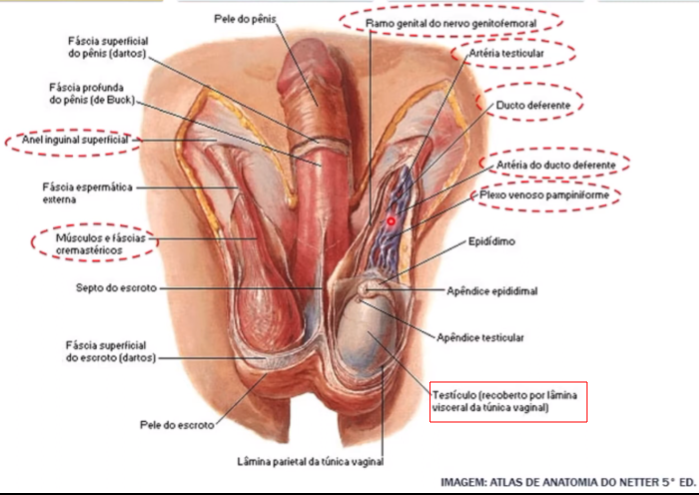 Pele do pênis
Fáscia superficial
do pênis (dartos)
Fáscia profunda
do pênis (de Buck)
Anel inguinal superficial
Fáscia espermática
externa
Músculos e fáscias
cremastéricos
Septo do escroto
Fáscia superficial
do escroto (dartos)
Pele do escroto
Lâmina parietal da túnica vaginal
Ramo genital do nervo genitofemoral
Artéria testicular
Ducto deferente
Artéria do ducto deferente
Plexo venoso pampiniforme
Epidídimo
Apêndice epididimal
Apêndice testicular
Testículo (recoberto por lâmina
visceral da túnica vaginal)
IMAGEM: ATLAS DE ANATOMIA DO NETTER 5° ED.